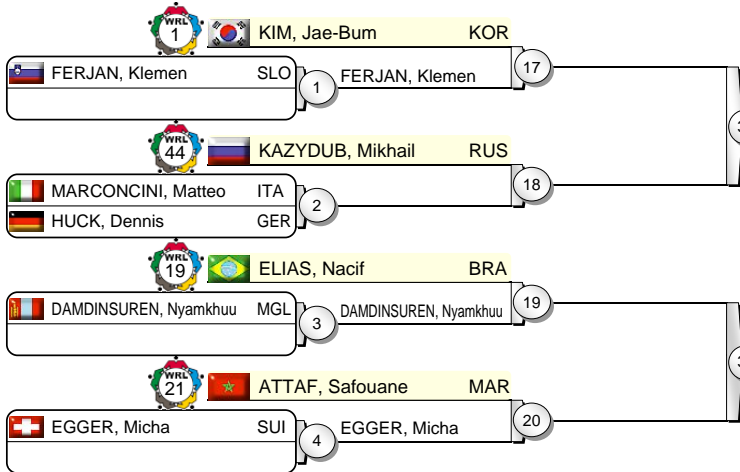 WRL 1 KIM, Jae-Bum KOR
FERJAN, Klemen SLO 1 FERJAN, Klemen 17
WRL 44 KAZYDUB, Mikhail RUS
MARCONCINI, Matteo ITA 2 18
HUCK, Dennis GER
WRL 19 ELIAS, Nacif BRA
DAMDINSUREN, Nyamkhuu MGL 3 DAMDINSUREN, Nyamkhuu 19
WRL 21 ATTAF, Safouane MAR
EGGER, Micha SUI 4 EGGER, Micha 20